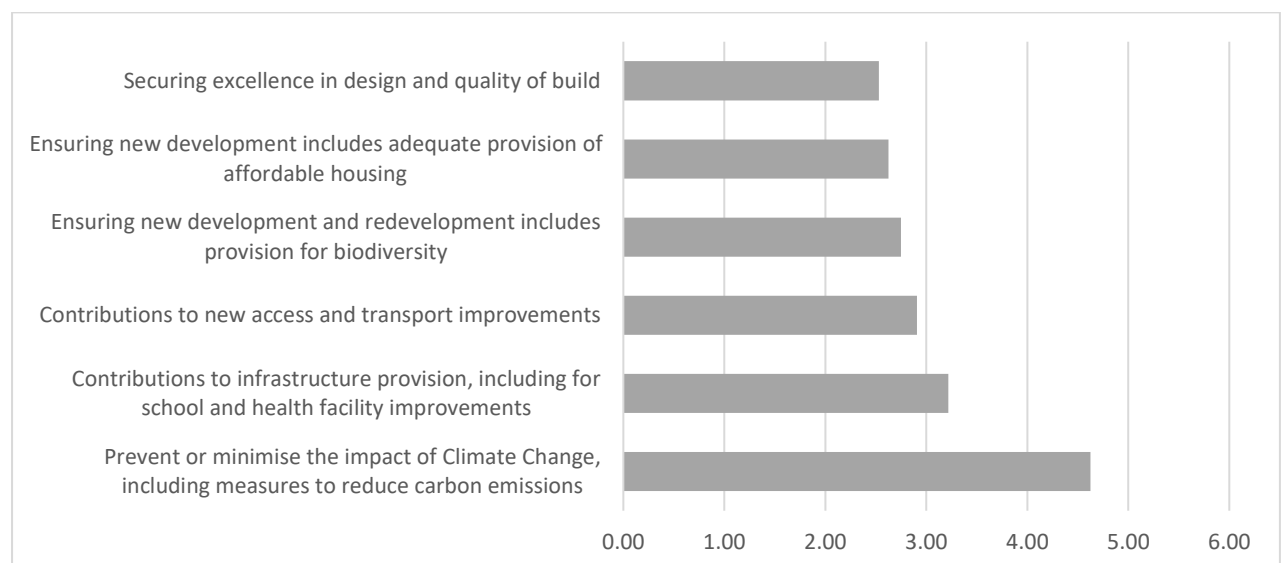 Securing excellence in design and quality of build
Ensuring new development includes adequate provision of
affordable housing
Ensuring new development and redevelopment includes
provision for biodiversity
Contributions to new access and transport improvements
Contributions to infrastructure provision, including for
school and health facility improvements
Prevent or minimise the impact of Climate Change,
including measures to reduce carbon emissions
0.00 1.00 2.00 3.00 4.00 5.00 6.00